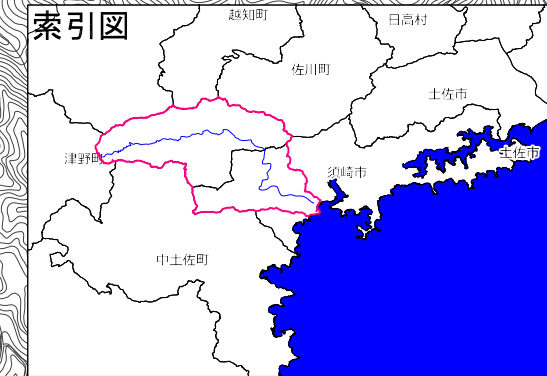 索引図
越知町
日高村
佐川町
土佐市
土佐市
津野町
須崎市
中土佐町